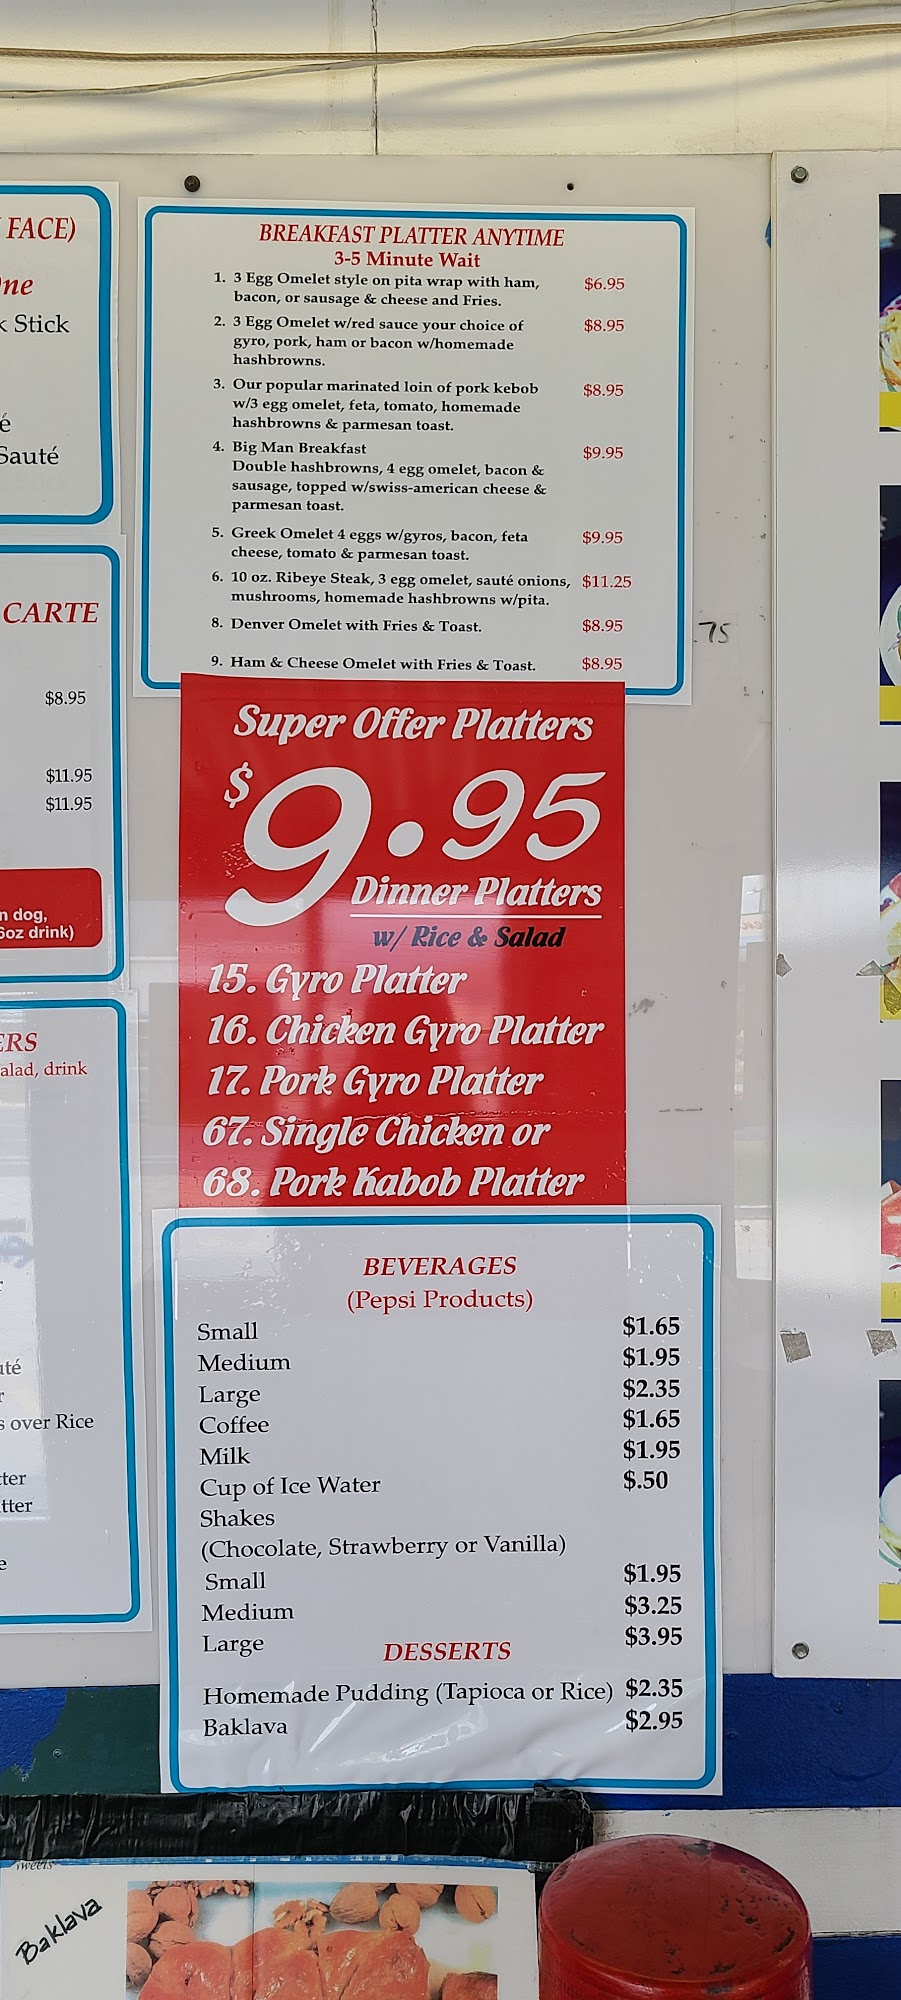 FACE)
Stick
é
Sauté
CARTE
$8.95
$11.95
$11.95
dog,
drink)
drink
over Rice
BREAKFAST PLATTER ANYTIME
3-5 Minute Wait
1. 3 Egg Omelet style on pita wrap with ham, $6.95
bacon, or sausage & cheese and Fries.
2. 3 Egg Omelet w/red sauce your choice of $8.95
gyro, pork, ham or bacon w/homemade
hashbrowns.
3. Our popular marinated loin of pork kebob $8.95
w/3 egg omelet, feta, tomato, homemade
hashbrowns & parmesan toast.
4. Big Man Breakfast $9.95
Double hashbrowns, 4 egg omelet, bacon &
sausage, topped w/swiss-american cheese &
parmesan toast.
5. Greek Omelet 4 eggs w/gyros, bacon, feta $9.95
cheese, tomato & parmesan toast.
6. 10 oz. Ribeye Steak, 3 egg omelet, sauté onions, $11.25
mushrooms, homemade hashbrowns w/pita.
8. Denver Omelet with Fries & Toast. $8.95
.75
9. Ham & Cheese Omelet with Fries & Toast. $8.95
Super Offer Platters
$9.95
Dinner Platters
w/ Rice & Salad
15. Gyro Platter
16. Chicken Gyro Platter
17. Pork Gyro Platter
67. Single Chicken or
68. Pork Kabob Platter
BEVERAGES
(Pepsi Products)
Small $1.65
Medium $1.95
Large $2.35
Coffee $1.65
Milk $1.95
Cup of Ice Water $.50
Shakes
(Chocolate, Strawberry or Vanilla)
Small $1.95
Medium $3.25
Large $3.95
DESSERTS
Homemade Pudding (Tapioca or Rice) $2.35
Baklava $2.95
Baklava